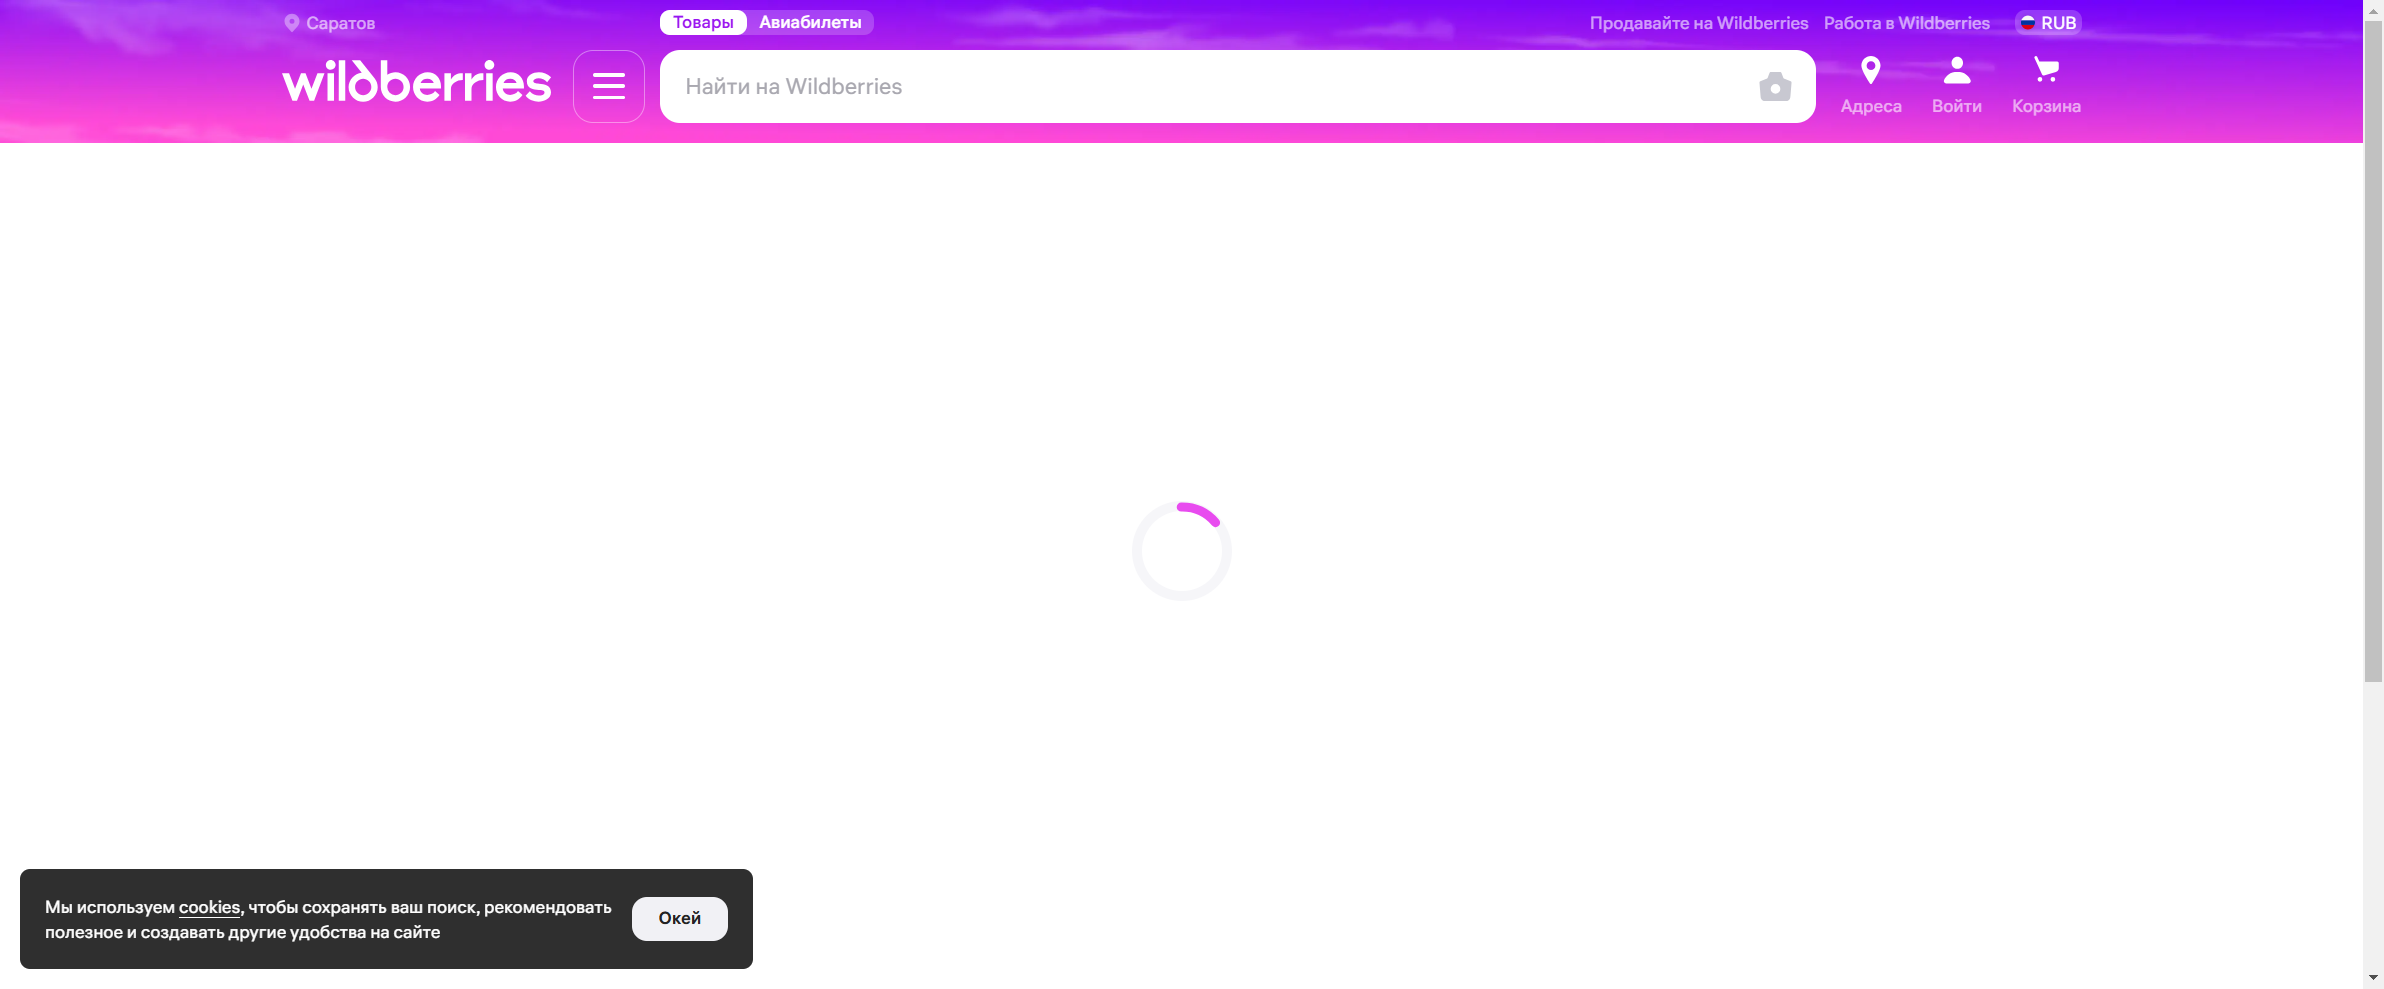 Саратов
Товары Авиабилеты
Продавайте на Wildberries Работа в Wildberries RUB
wildberries
Найти на Wildberries
Адреса Войти Корзина
Мы используем cookies, чтобы сохранять ваш поиск, рекомендовать
полезное и создавать другие удобства на сайте
Окей